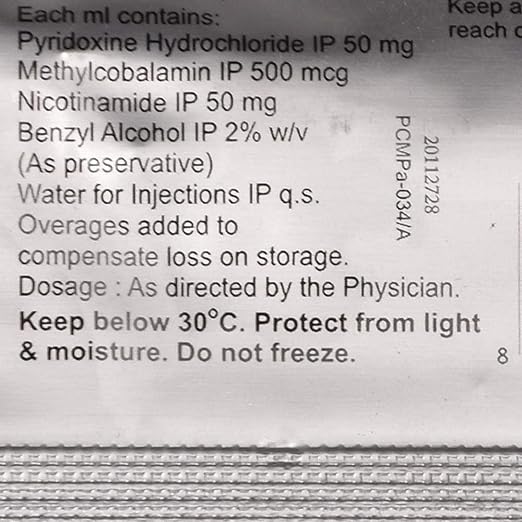 Each ml contains:
Pyridoxine Hydrochloride IP 50 mg
Methylcobalamin IP 500 mcg
Nicotinamide IP 50 mg
Benzyl Alcohol IP 2% w/v
(As preservative)
Water for Injections IP q.s.
Overages added to
compensate loss on storage.
Dosage : As directed by the Physician.
Keep below 30°C. Protect from light
& moisture. Do not freeze.
Keep a
reach
20112728
PCMPa-034/A
8